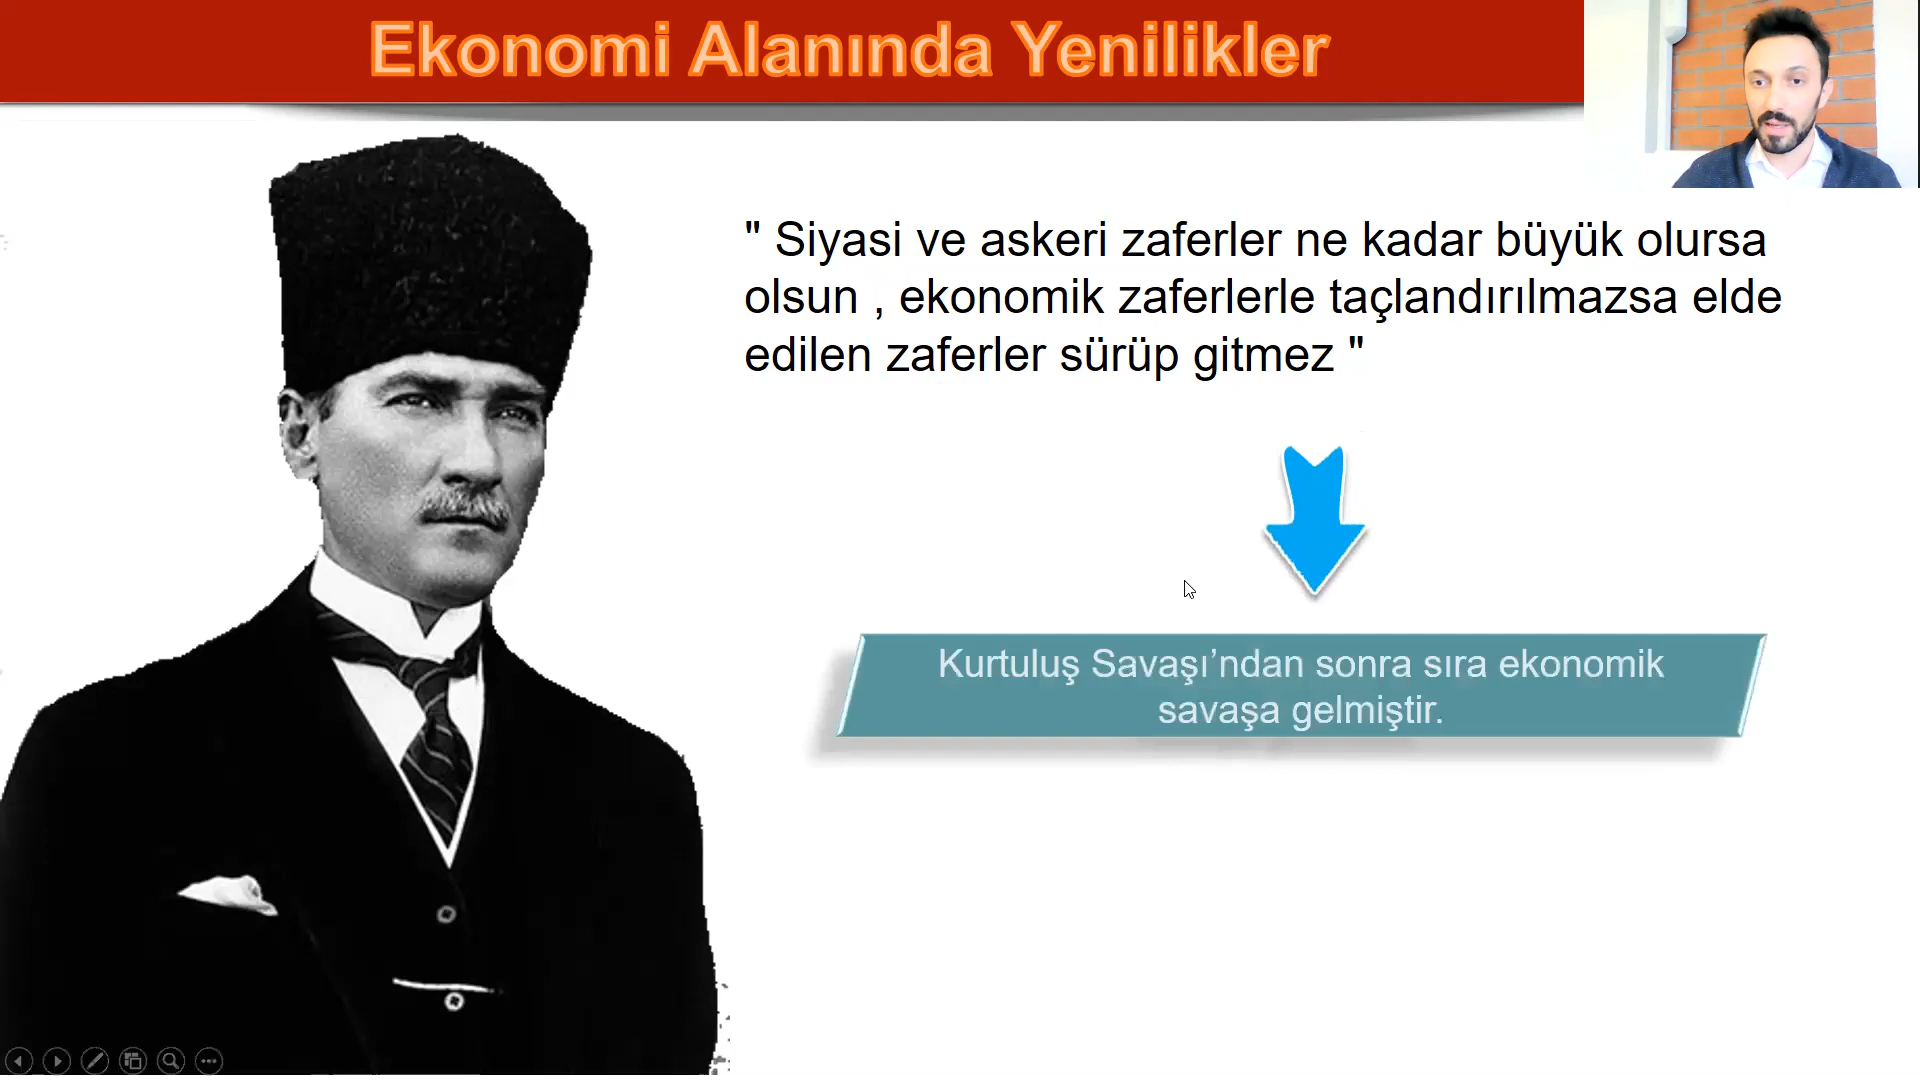 Ekonomi Alanında Yenilikler
" Siyasi ve askeri zaferler ne kadar büyük olursa
olsun , ekonomik zaferlerle taçlandırılmazsa elde
edilen zaferler sürüp gitmez "
Kurtuluş Savaşı’ndan sonra sıra ekonomik
savaşa gelmiştir.